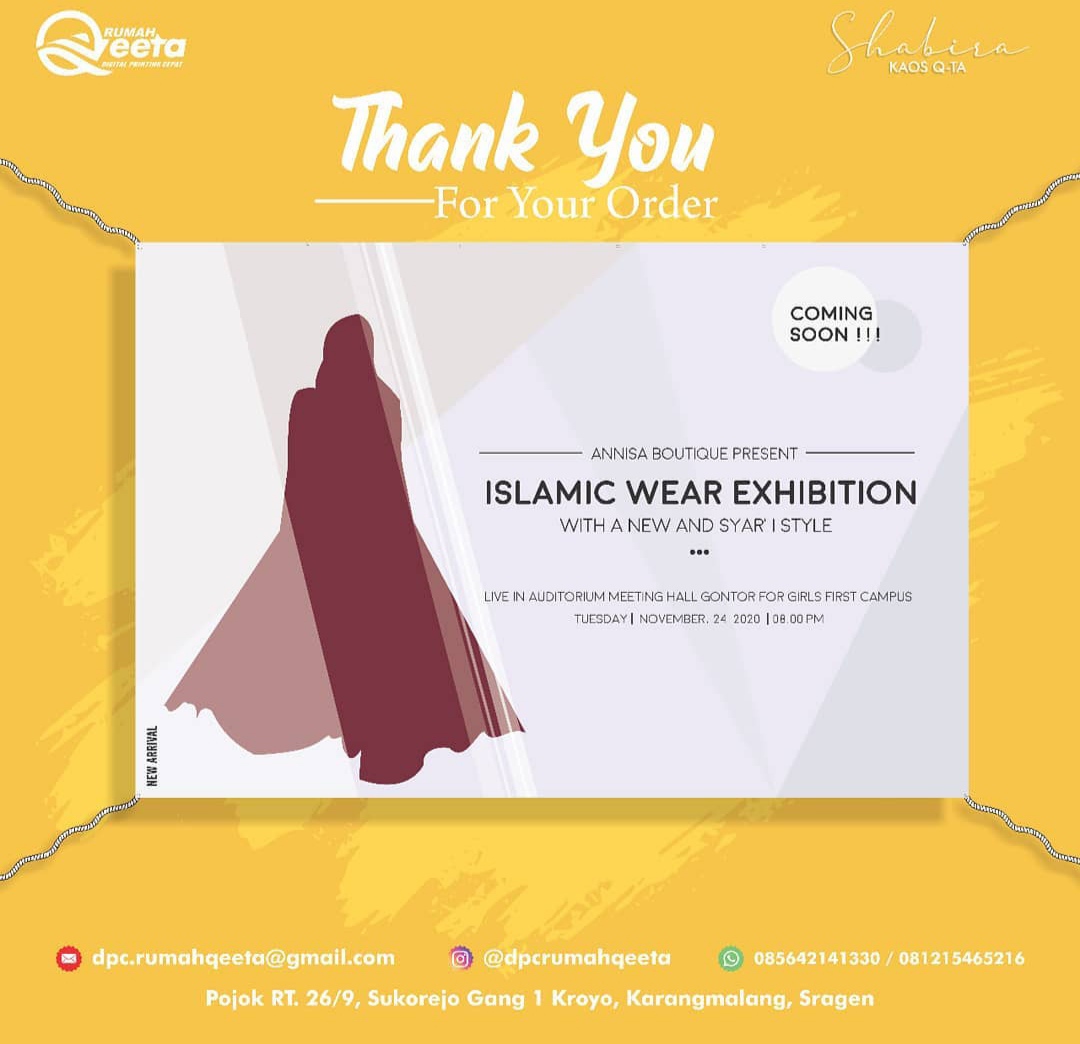 RUMAH
Qeeta
DIGITAL PRINTING CEPAT
Shabira
KAOS Q-TA
Thank You
For Your Order
COMING
SOON !!!
ANNISA BOUTIQUE PRESENT
ISLAMIC WEAR EXHIBITION
WITH A NEW AND SYAR' I STYLE
LIVE IN AUDITORIUM MEETING HALL GONTOR FOR GIRLS FIRST CAMPUS
TUESDAY | NOVEMBER. 24 2020 | 08.00 PM
NEW ARRIVAL
dpc.rumahqeeta@gmail.com
@dpcrumahqeeta
085642141330 / 081215465216
Pojok RT. 26/9, Sukorejo Gang 1 Kroyo, Karangmalang, Sragen